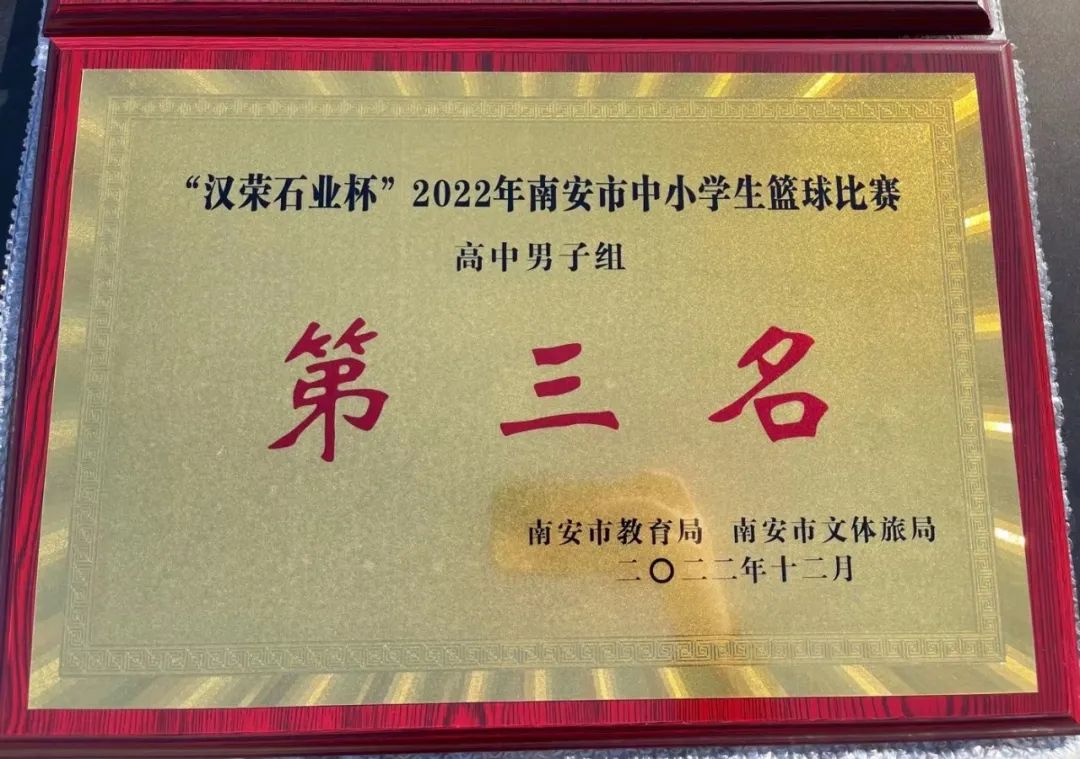 “汉荣石业杯”2022年南安市中小学生篮球比赛
高中男子组
第三名
南安市教育局 南安市文体旅局
二〇二二年十二月